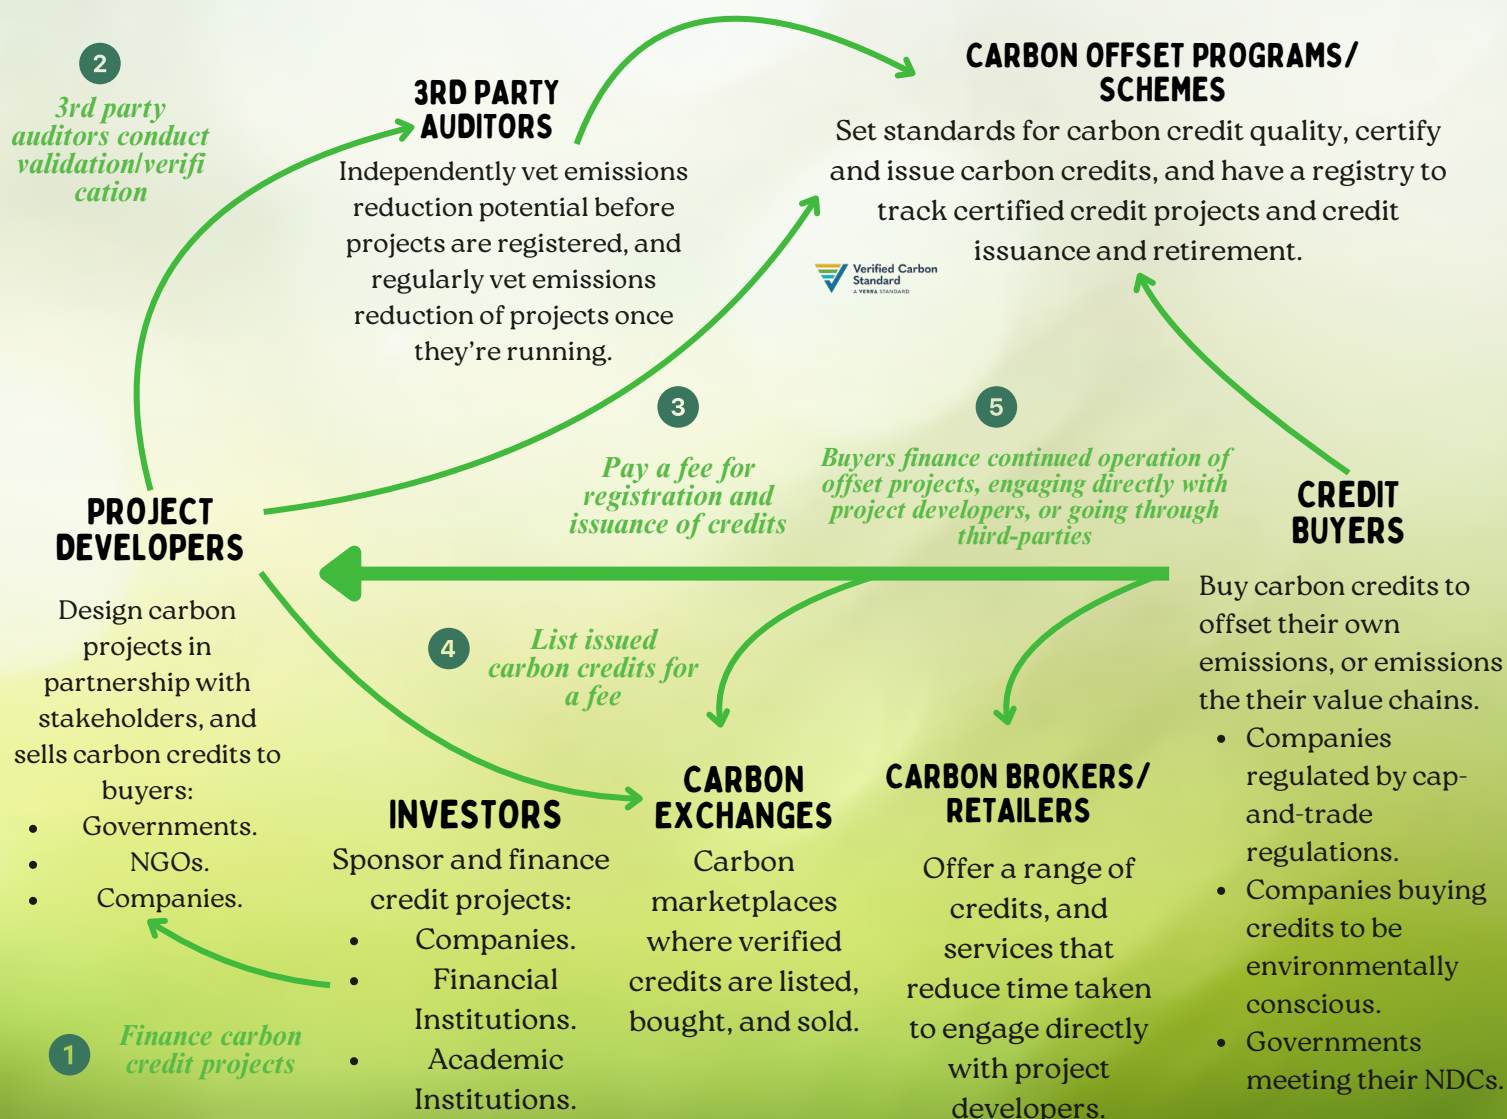 2
3rd party
auditors conduct
validation/verifi
cation
3RD PARTY
AUDITORS
Independently vet emissions
reduction potential before
projects are registered, and
regularly vet emissions
reduction of projects once
they’re running.
CARBON OFFSET PROGRAMS/
SCHEMES
Set standards for carbon credit quality, certify
and issue carbon credits, and have a registry to
track certified credit projects and credit
issuance and retirement.
Verified Carbon
Standard
A VERRA STANDARD
3
Pay a fee for
registration and
issuance of credits
5
Buyers finance continued operation of
offset projects, engaging directly with
project developers, or going through
third-parties
PROJECT
DEVELOPERS
Design carbon
projects in
partnership with
stakeholders, and
sells carbon credits to
buyers:
• Governments.
• NGOs.
• Companies.
4
List issued
carbon credits for
a fee
CREDIT
BUYERS
Buy carbon credits to
offset their own
emissions, or emissions
the their value chains.
• Companies
regulated by cap-
and-trade
regulations.
• Companies buying
credits to be
environmentally
conscious.
• Governments
meeting their NDCs.
1
Finance carbon
credit projects
INVESTORS
Sponsor and finance
credit projects:
• Companies.
• Financial
Institutions.
• Academic
Institutions.
CARBON
EXCHANGES
Carbon
marketplaces
where verified
credits are listed,
bought, and sold.
CARBON BROKERS/
RETAILERS
Offer a range of
credits, and
services that
reduce time taken
to engage directly
with project
developers.